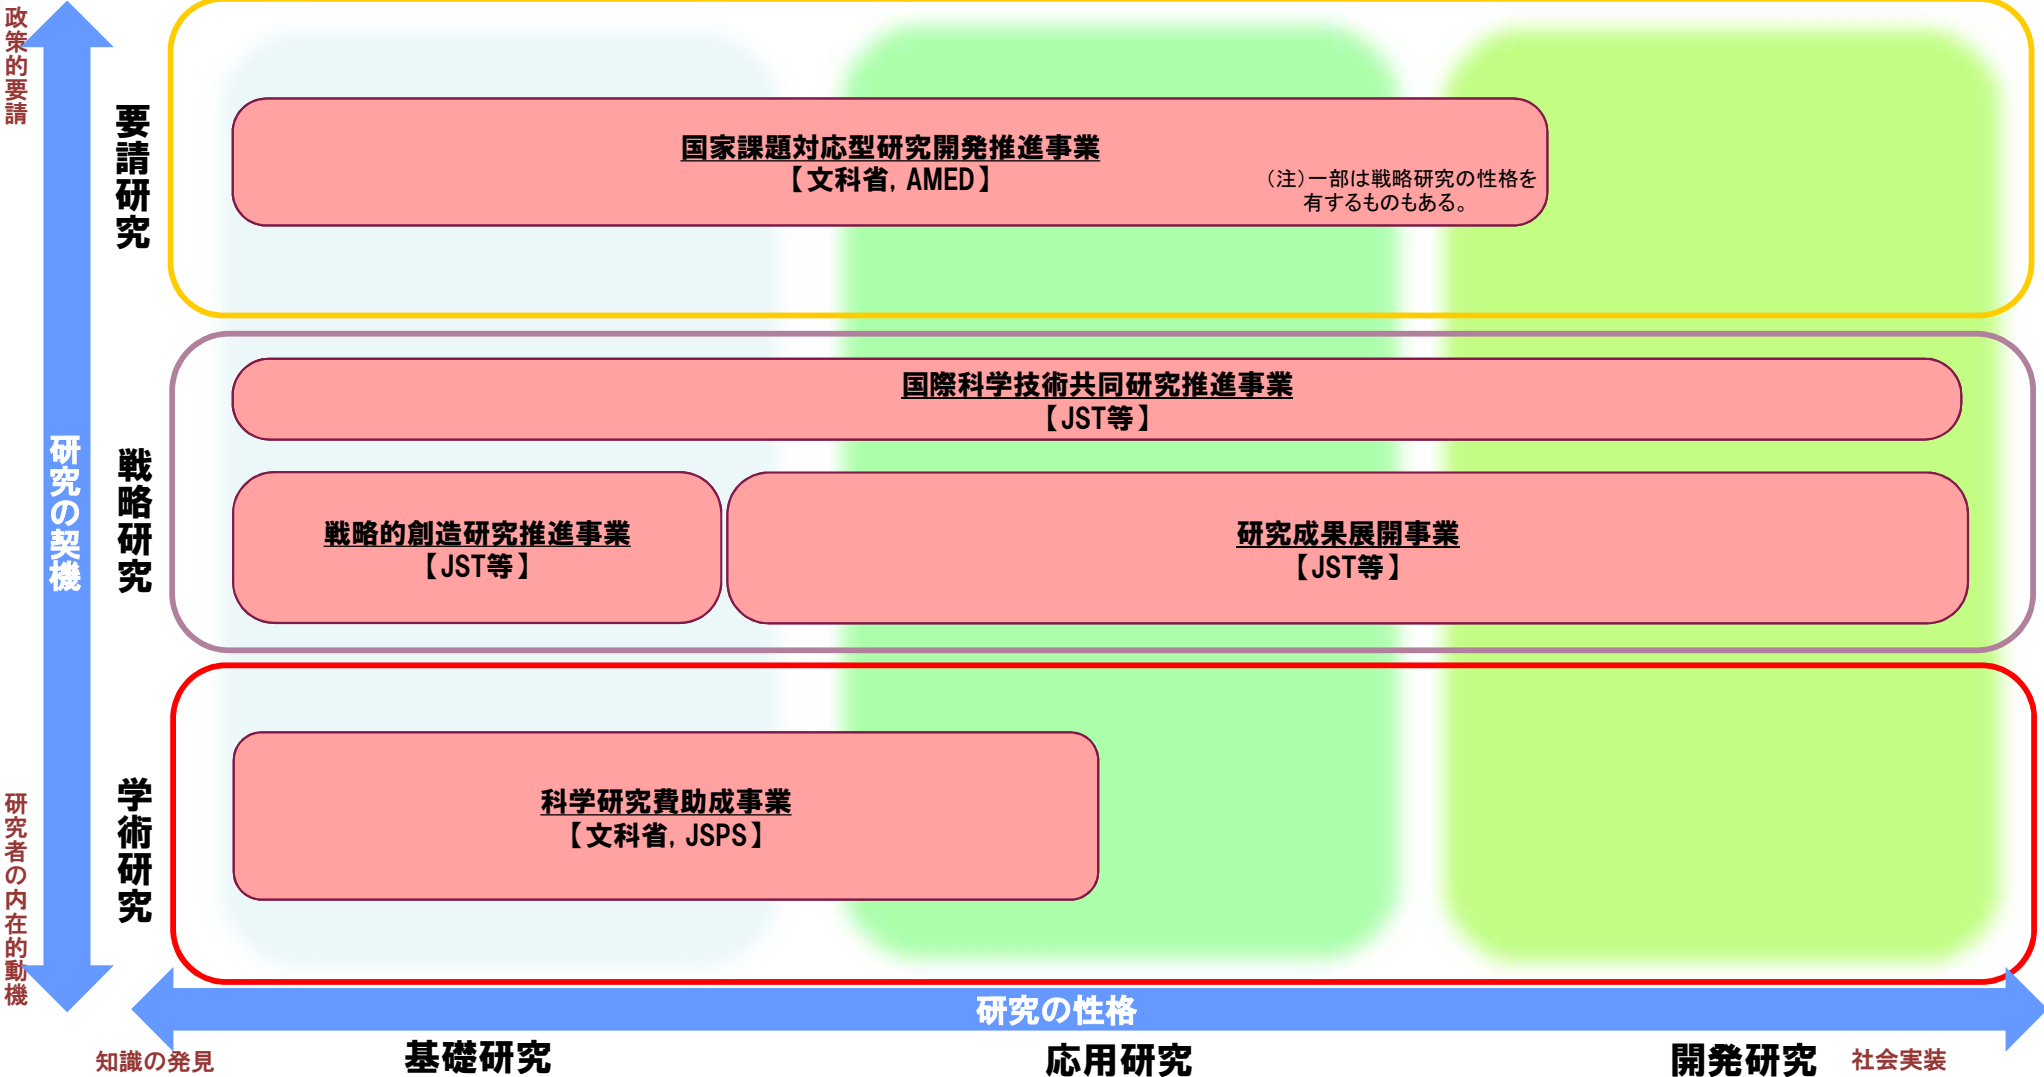 政策的要請
要請研究
国家課題対応型研究開発推進事業
【文科省, AMED】
（注）一部は戦略研究の性格を
有するものもある。
国際科学技術共同研究推進事業
【JST等】
研究の契機
戦略研究
戦略的創造研究推進事業
【JST等】
研究成果展開事業
【JST等】
学術研究
科学研究費助成事業
【文科省, JSPS】
研究者の内在的動機
研究の性格
知識の発見
基礎研究
応用研究
開発研究
社会実装